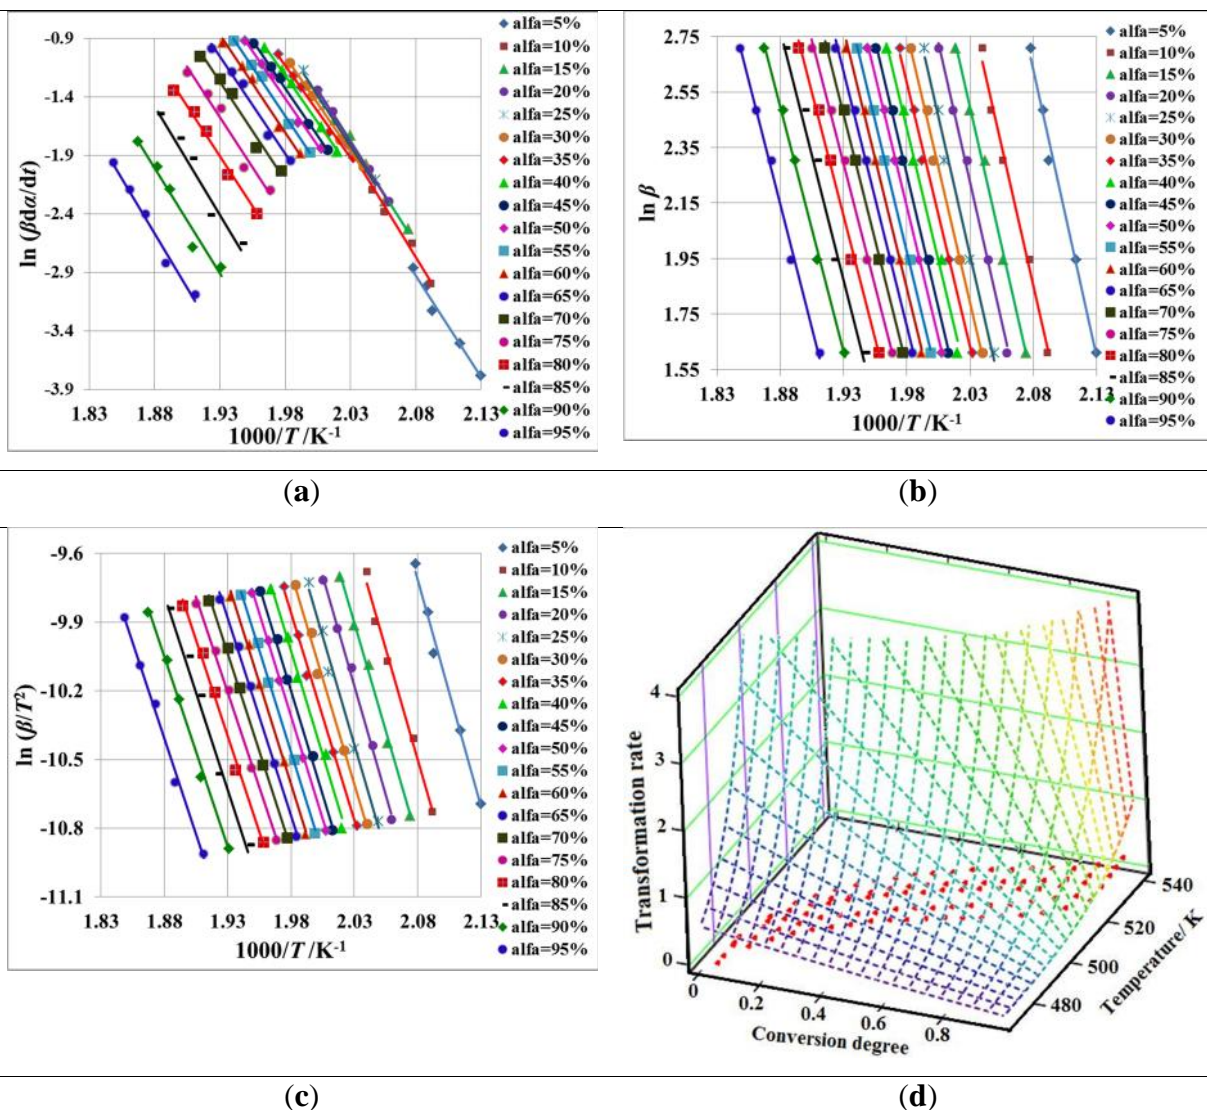 -0.9
-1.4
-1.9
-2.4
-2.9
-3.4
-3.9
ln (βdα/dt)
1.83 1.88 1.93 1.98 2.03 2.08 2.13
1000/T /K-1
alfa=5%
alfa=10%
alfa=15%
alfa=20%
alfa=25%
alfa=30%
alfa=35%
alfa=40%
alfa=45%
alfa=50%
alfa=55%
alfa=60%
alfa=65%
alfa=70%
alfa=75%
alfa=80%
alfa=85%
alfa=90%
alfa=95%
(a)
2.75
2.55
2.35
2.15
1.95
1.75
1.55
ln β
1.83 1.88 1.93 1.98 2.03 2.08 2.13
1000/T /K-1
alfa=5%
alfa=10%
alfa=15%
alfa=20%
alfa=25%
alfa=30%
alfa=35%
alfa=40%
alfa=45%
alfa=50%
alfa=55%
alfa=60%
alfa=65%
alfa=70%
alfa=75%
alfa=80%
alfa=85%
alfa=90%
alfa=95%
(b)
-9.6
-9.9
-10.2
-10.5
-10.8
-11.1
ln (β/T2)
1.83 1.88 1.93 1.98 2.03 2.08 2.13
1000/T /K-1
alfa=5%
alfa=10%
alfa=15%
alfa=20%
alfa=25%
alfa=30%
alfa=35%
alfa=40%
alfa=45%
alfa=50%
alfa=55%
alfa=60%
alfa=65%
alfa=70%
alfa=75%
alfa=80%
alfa=85%
alfa=90%
alfa=95%
(c)
4
3
2
1
0
Transformation rate
0 0.2 0.4 0.6 0.8
Conversion degree
480 500 520 540
Temperature/ K
(d)